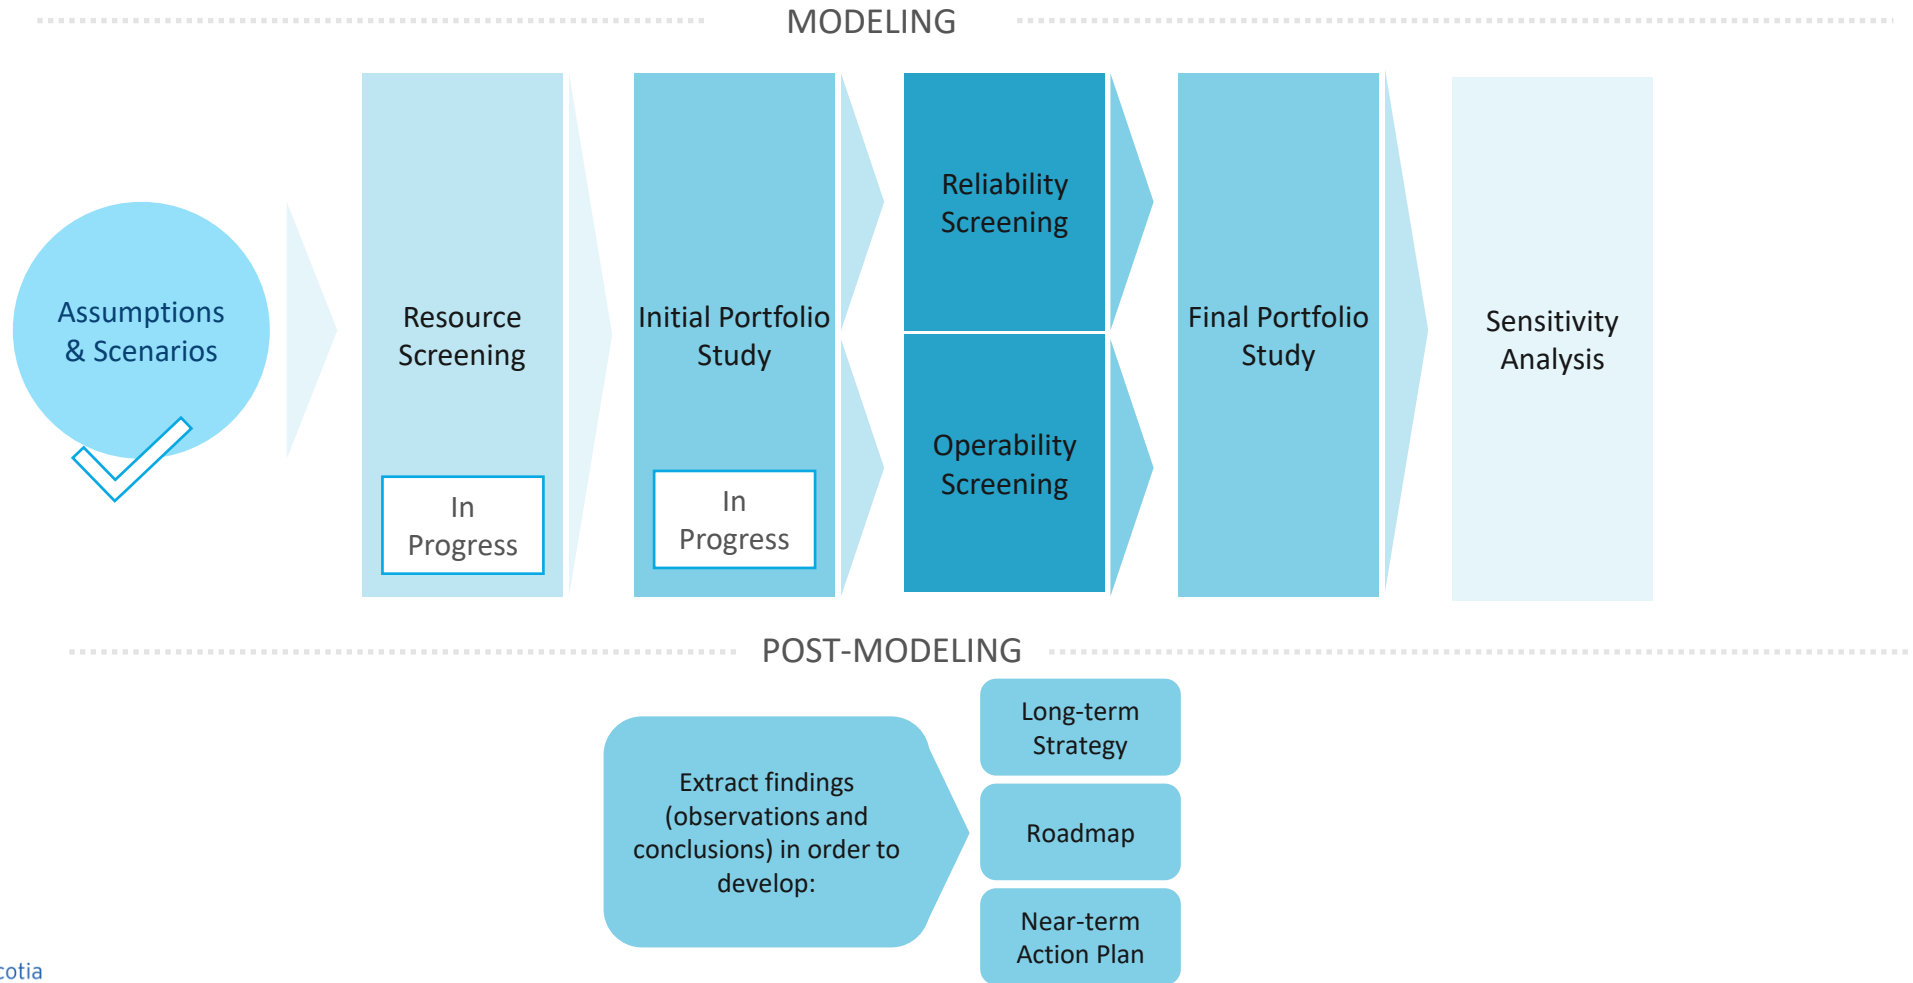 MODELING
Assumptions
& Scenarios
Resource
Screening
In
Progress
Initial Portfolio
Study
In
Progress
Reliability
Screening
Operability
Screening
Final Portfolio
Study
Sensitivity
Analysis
POST-MODELING
Extract findings
(observations and
conclusions) in order to
develop:
Long-term
Strategy
Roadmap
Near-term
Action Plan
cotia